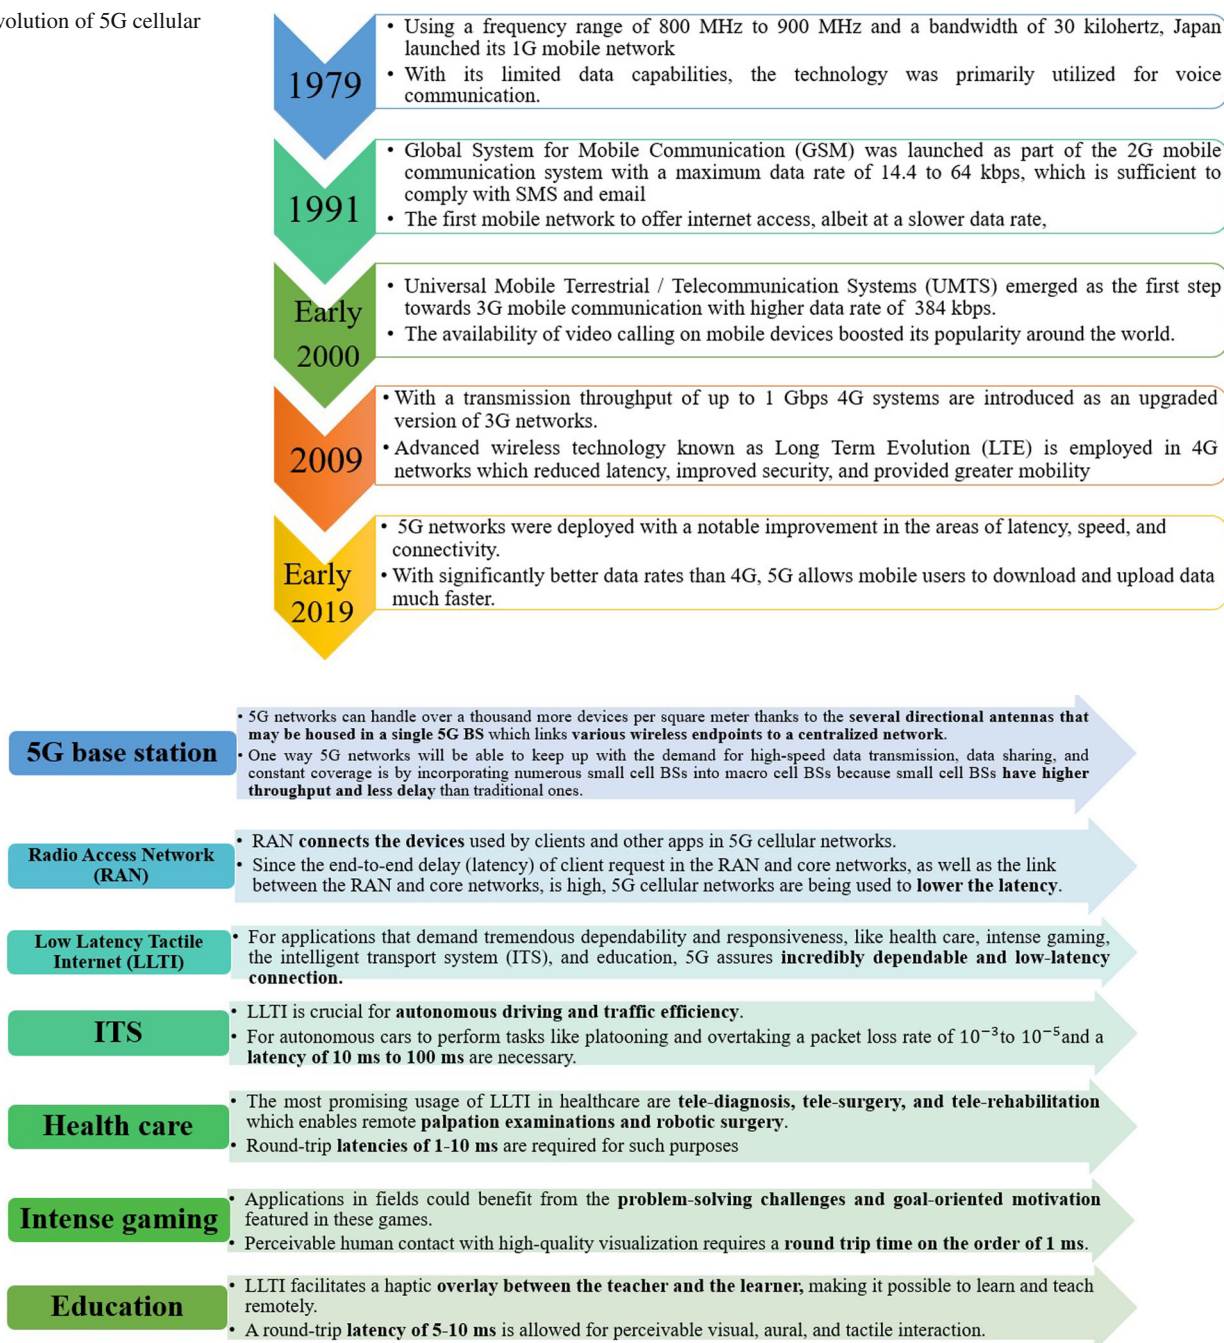 volution of 5G cellular
1979
• Using a frequency range of 800 MHz to 900 MHz and a bandwidth of 30 kilohertz, Japan
launched its 1G mobile network
• With its limited data capabilities, the technology was primarily utilized for voice
communication.
1991
• Global System for Mobile Communication (GSM) was launched as part of the 2G mobile
communication system with a maximum data rate of 14.4 to 64 kbps, which is sufficient to
comply with SMS and email
• The first mobile network to offer internet access, albeit at a slower data rate,
Early
2000
• Universal Mobile Terrestrial / Telecommunication Systems (UMTS) emerged as the first step
towards 3G mobile communication with higher data rate of 384 kbps.
• The availability of video calling on mobile devices boosted its popularity around the world.
2009
• With a transmission throughput of up to 1 Gbps 4G systems are introduced as an upgraded
version of 3G networks.
• Advanced wireless technology known as Long Term Evolution (LTE) is employed in 4G
networks which reduced latency, improved security, and provided greater mobility
Early
2019
• 5G networks were deployed with a notable improvement in the areas of latency, speed, and
connectivity.
• With significantly better data rates than 4G, 5G allows mobile users to download and upload data
much faster.
5G base station
• 5G networks can handle over a thousand more devices per square meter thanks to the several directional antennas that
may be housed in a single 5G BS which links various wireless endpoints to a centralized network.
• One way 5G networks will be able to keep up with the demand for high-speed data transmission, data sharing, and
constant coverage is by incorporating numerous small cell BSs into macro cell BSs because small cell BSs have higher
throughput and less delay than traditional ones.
Radio Access Network
(RAN)
• RAN connects the devices used by clients and other apps in 5G cellular networks.
• Since the end-to-end delay (latency) of client request in the RAN and core networks, as well as the link
between the RAN and core networks, is high, 5G cellular networks are being used to lower the latency.
Low Latency Tactile
Internet (LLTI)
• For applications that demand tremendous dependability and responsiveness, like health care, intense gaming,
the intelligent transport system (ITS), and education, 5G assures incredibly dependable and low-latency
connection.
ITS
• LLTI is crucial for autonomous driving and traffic efficiency.
• For autonomous cars to perform tasks like platooning and overtaking a packet loss rate of 10⁻³ to 10⁻⁵ and a
latency of 10 ms to 100 ms are necessary.
Health care
• The most promising usage of LLTI in healthcare are tele-diagnosis, tele-surgery, and tele-rehabilitation
which enables remote palpation examinations and robotic surgery.
• Round-trip latencies of 1-10 ms are required for such purposes
Intense gaming
• Applications in fields could benefit from the problem-solving challenges and goal-oriented motivation
featured in these games.
• Perceivable human contact with high-quality visualization requires a round trip time on the order of 1 ms.
Education
• LLTI facilitates a haptic overlay between the teacher and the learner, making it possible to learn and teach
remotely.
• A round-trip latency of 5-10 ms is allowed for perceivable visual, aural, and tactile interaction.